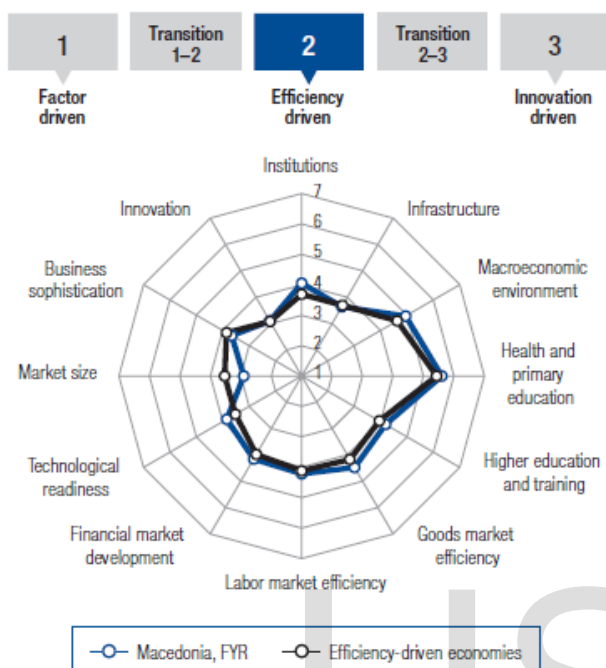 1
Transition
1–2
2
Transition
2–3
3
Factor
driven
Efficiency
driven
Innovation
driven
Institutions
7
Innovation
Infrastructure
6
5
Business
sophistication
Macroeconomic
environment
4
3
Market size
2
Health and
primary
education
1
Technological
readiness
Higher education
and training
Financial market
development
Goods market
efficiency
Labor market efficiency
Macedonia, FYR
Efficiency-driven economies